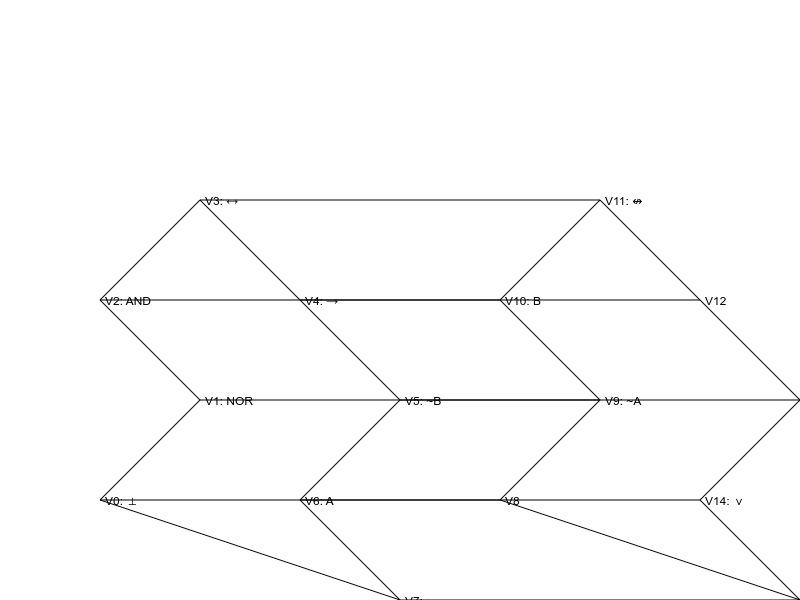 V3: ↔
V11: ↮
V2: AND
V4: →
V10: B
V12
V1: NOR
V5: ~B
V9: ~A
V0: ⊥
V6: A
V8
V14: ∨
V7: